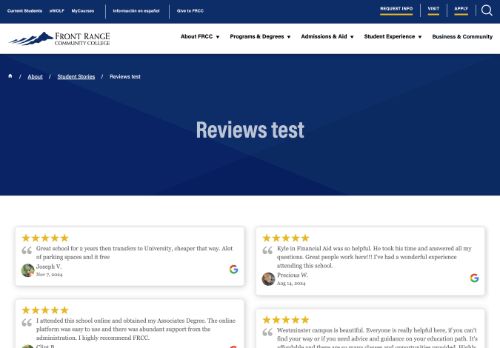 Current Students eWOLF MyCourses Información en español Give to FRCC REQUEST INFO VISIT APPLY
FRONT RANGE
COMMUNITY COLLEGE
About FRCC Programs & Degrees Admissions & Aid Student Experience Business & Community
/ About / Student Stories / Reviews test
Reviews test
Great school for 2 years then transfers to University, cheaper that way. Alot
of parking spaces and it free
Joseph V.
Nov 7, 2024
Kyle in Financial Aid was so helpful. He took his time and answered all my
questions. Great people work here!! I've had a wonderful experience
attending this school.
Precious W.
Aug 14, 2024
I attended this school online and obtained my Associates Degree. The online
platform was easy to use and there was abundant support from the
administration. I highly recommend FRCC.
Westminster campus is beautiful. Everyone is really helpful here, if you can't
find your way or if you need advice and guidance on your education path. It's